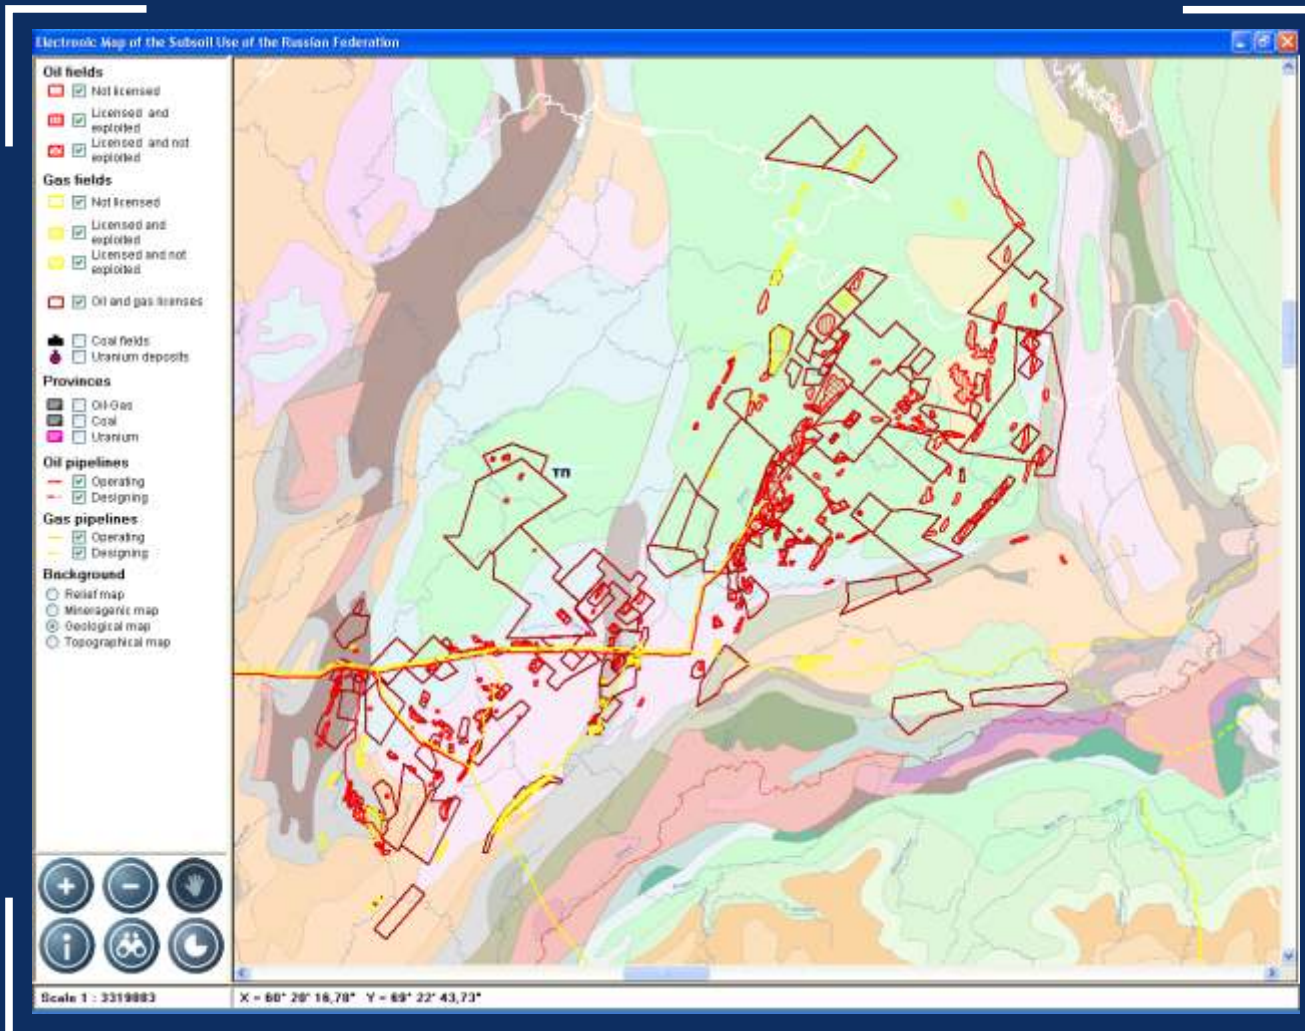 Electronic Map of the Subsoil Use of the Russian Federation
Oil fields
Not licensed
Licensed and
exploited
Licensed and not
exploited
Gas fields
Not licensed
Licensed and
exploited
Licensed and not
exploited
Oil and gas licenses
Coal fields
Uranium deposits
Provinces
Oil-Gas
Coal
Uranium
Oil pipelines
Operating
Designing
Gas pipelines
Operating
Designing
Background
Relief map
Mineragenic map
Geological map
Topographical map
ТП
Scale 1 : 3319883
X = 60° 20' 16,78" Y = 69° 22' 43,73"